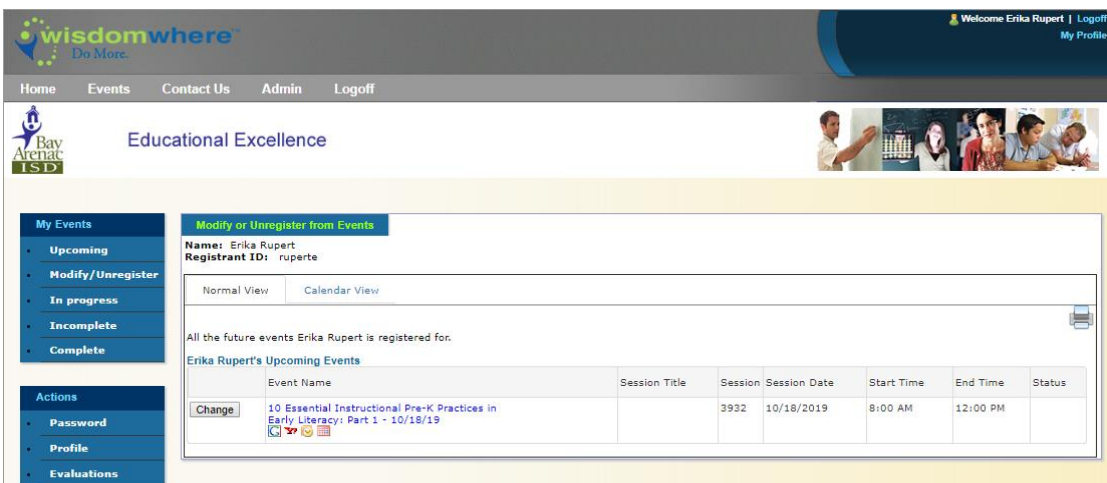 wisdomwhere
Do More.
Welcome Erika Rupert | Logoff
My Profile
Home Events Contact Us Admin Logoff
Bay
Arenac
ISD
Educational Excellence
My Events
Upcoming
Modify/Unregister
In progress
Incomplete
Complete
Actions
Password
Profile
Evaluations
Modify or Unregister from Events
Name: Erika Rupert
Registrant ID: ruperte
Normal View Calendar View
All the future events Erika Rupert is registered for.
Erika Rupert's Upcoming Events
Event Name Session Title Session Session Date Start Time End Time Status
Change 10 Essential Instructional Pre-K Practices in 3932 10/18/2019 8:00 AM 12:00 PM
Early Literacy: Part 1 - 10/18/19